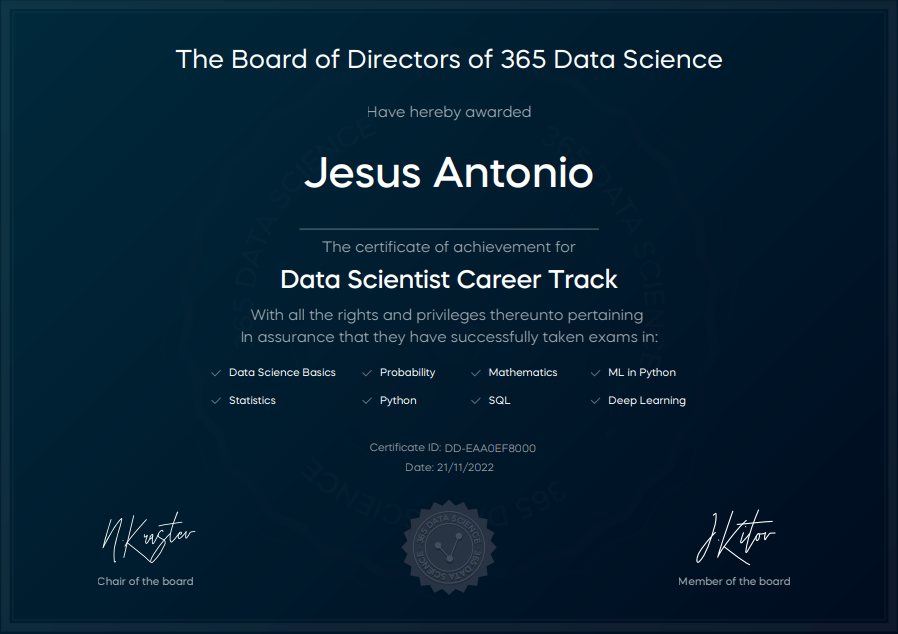 The Board of Directors of 365 Data Science
Have hereby awarded
Jesus Antonio
The certificate of achievement for
Data Scientist Career Track
With all the rights and privileges thereunto pertaining
In assurance that they have successfully taken exams in:
Data Science Basics Probability Mathematics ML in Python
Statistics Python SQL Deep Learning
Certificate ID: DD-EAA0EF8000
Date: 21/11/2022
N.Krastev
J.Kitov
365 DATA SCIENCE 365 DATA SCIENCE
Chair of the board
Member of the board